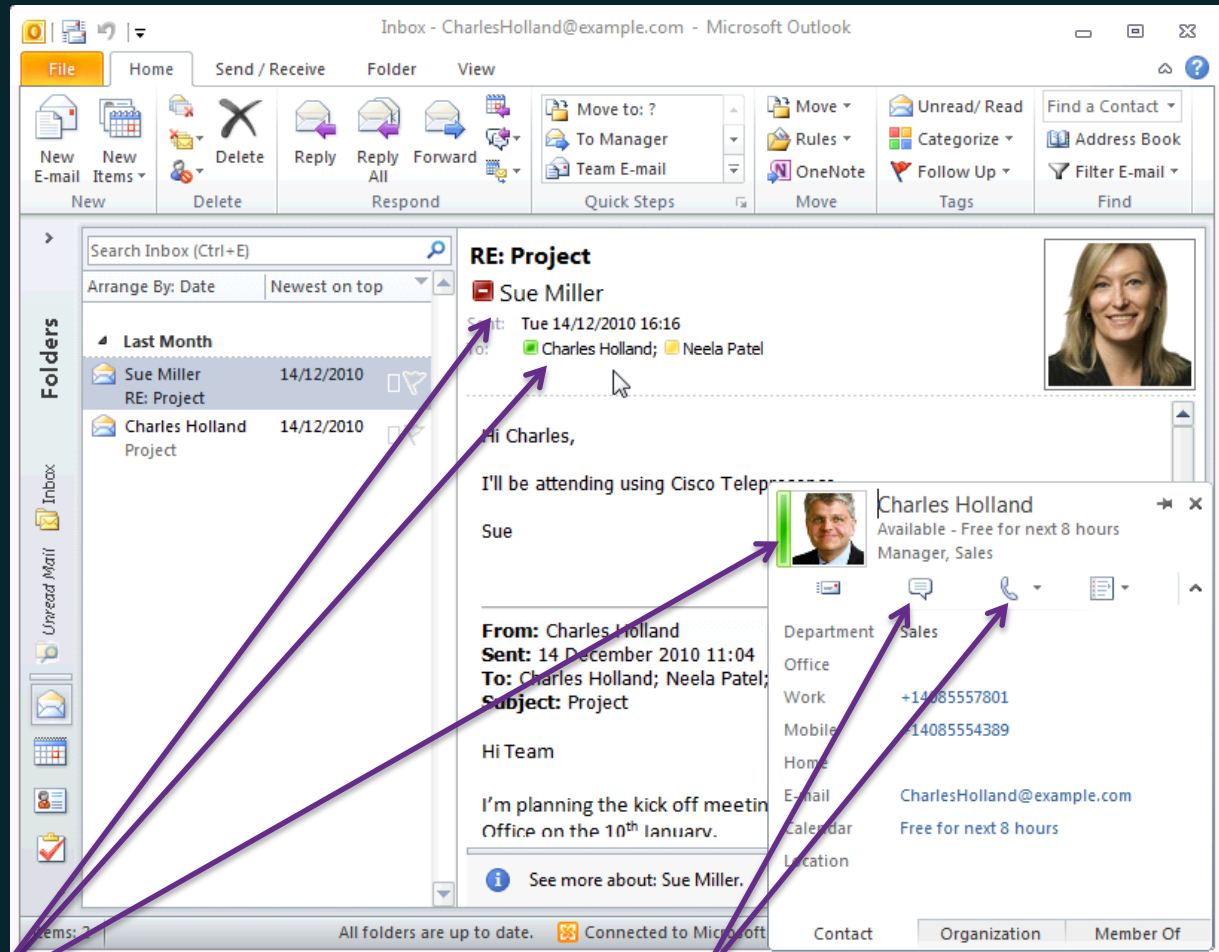 Inbox - CharlesHolland@example.com - Microsoft Outlook
File Home Send / Receive Folder View
New E-mail
New Items
Delete
Reply
Reply All
Forward
Move to: ?
To Manager
Team E-mail
Move
Rules
OneNote
Unread/ Read
Categorize
Follow Up
Find a Contact
Address Book
Filter E-mail
New Delete Respond Quick Steps Move Tags Find
Folders
Inbox
Unread Mail
Search Inbox (Ctrl+E)
Arrange By: Date Newest on top
Last Month
Sue Miller 14/12/2010
RE: Project
Charles Holland 14/12/2010
Project
RE: Project
Sue Miller
Sent: Tue 14/12/2010 16:16
To: Charles Holland; Neela Patel
Hi Charles,
I'll be attending using Cisco Telepresence
Sue
From: Charles Holland
Sent: 14 December 2010 11:04
To: Charles Holland; Neela Patel;
Subject: Project
Hi Team
I'm planning the kick off meetin
Office on the 10th January.
See more about: Sue Miller.
Charles Holland
Available - Free for next 8 hours
Manager, Sales
Department Sales
Office
Work +14085557801
Mobile +14085554389
Home
E-mail CharlesHolland@example.com
Calendar Free for next 8 hours
Location
Contact Organization Member Of
Items: 2 All folders are up to date. Connected to Microsoft